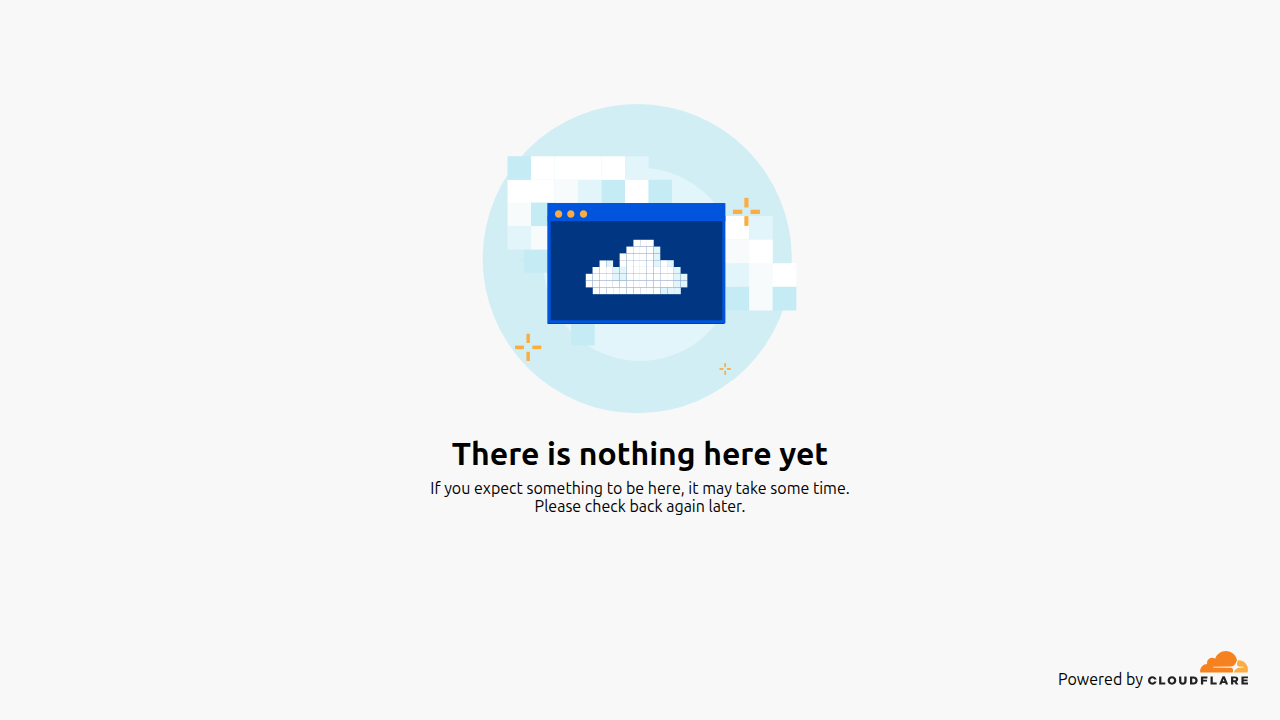 There is nothing here yet
If you expect something to be here, it may take some time.
Please check back again later.
Powered by CLOUDFLARE